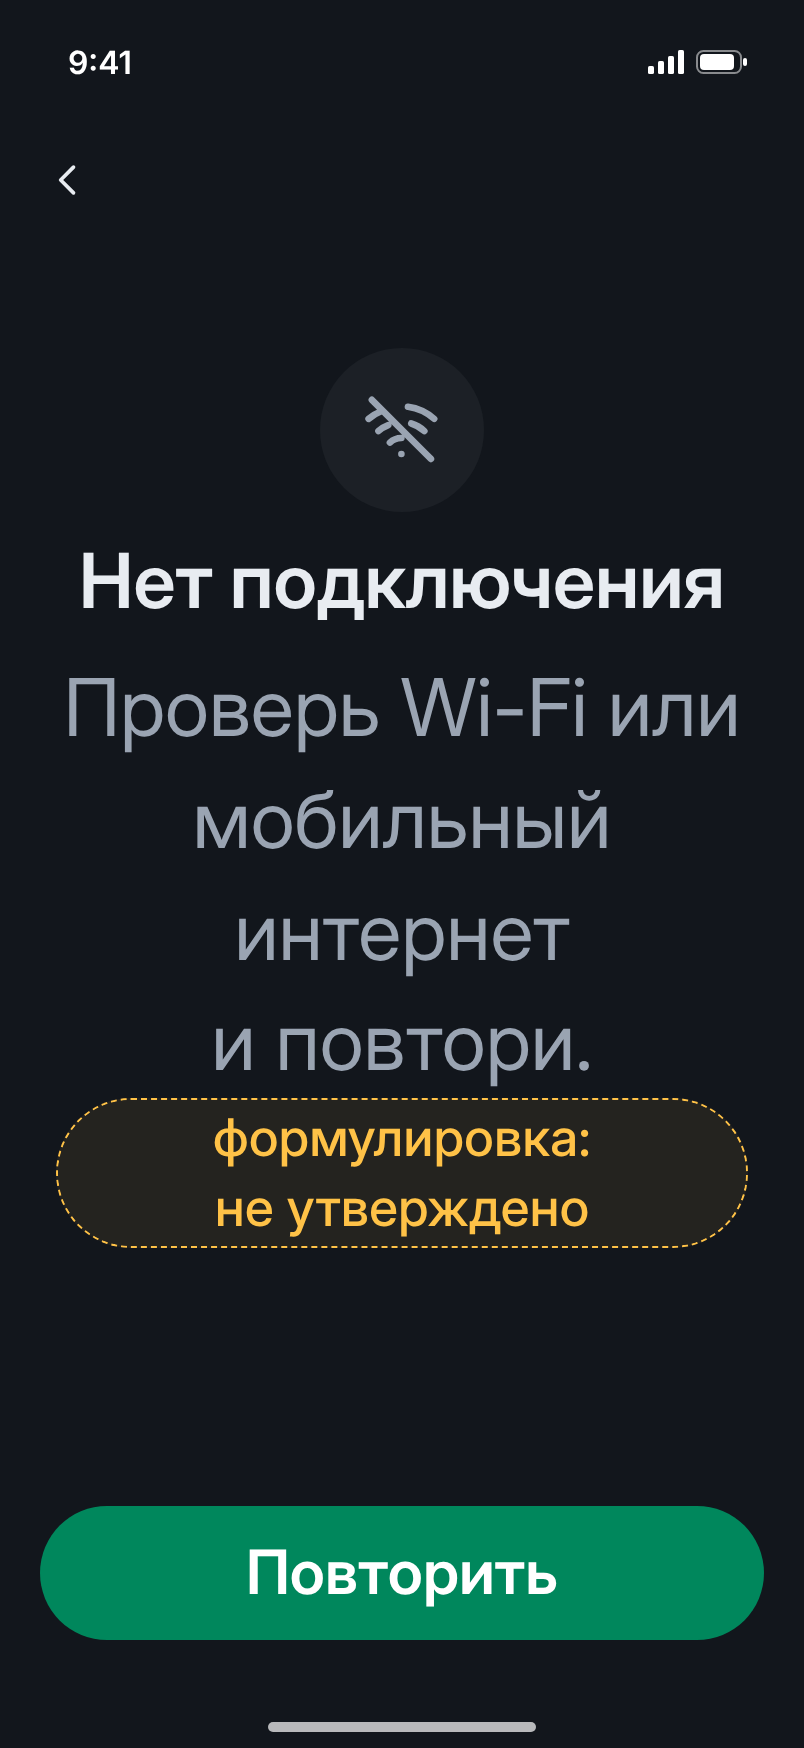 9:41
Нет подключения
Проверь Wi-Fi или
мобильный
интернет
и повтори.
формулировка:
не утверждено
Повторить